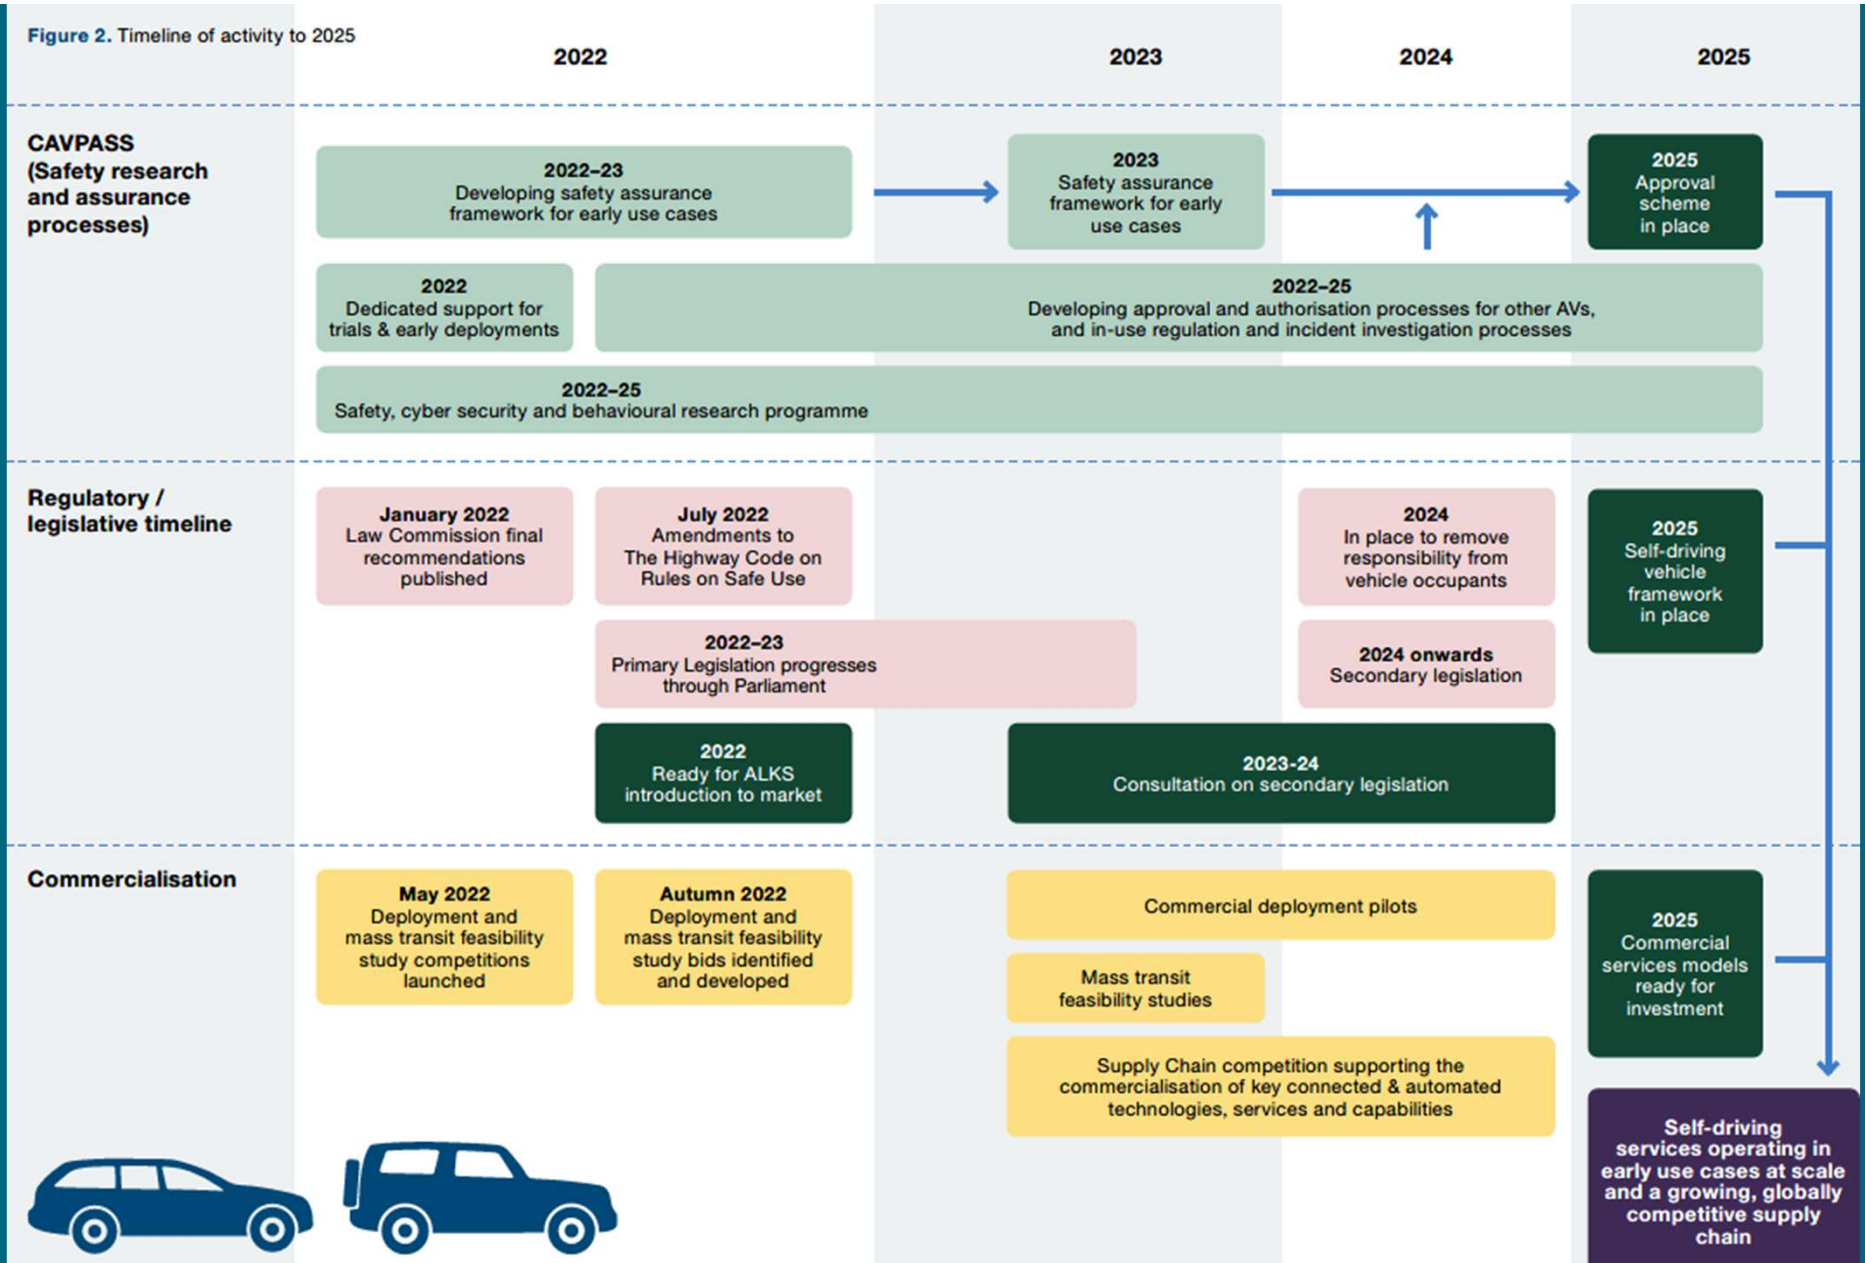 Figure 2. Timeline of activity to 2025
2022
2023
2024
2025
CAVPASS
(Safety research
and assurance
processes)
2022–23
Developing safety assurance
framework for early use cases
2023
Safety assurance
framework for early
use cases
2025
Approval
scheme
in place
2022
Dedicated support for
trials & early deployments
2022–25
Developing approval and authorisation processes for other AVs,
and in-use regulation and incident investigation processes
2022–25
Safety, cyber security and behavioural research programme
Regulatory /
legislative timeline
January 2022
Law Commission final
recommendations
published
July 2022
Amendments to
The Highway Code on
Rules on Safe Use
2024
In place to remove
responsibility from
vehicle occupants
2025
Self-driving
vehicle
framework
in place
2022–23
Primary Legislation progresses
through Parliament
2024 onwards
Secondary legislation
2022
Ready for ALKS
introduction to market
2023-24
Consultation on secondary legislation
Commercialisation
May 2022
Deployment and
mass transit feasibility
study competitions
launched
Autumn 2022
Deployment and
mass transit feasibility
study bids identified
and developed
Commercial deployment pilots
Mass transit
feasibility studies
Supply Chain competition supporting the
commercialisation of key connected & automated
technologies, services and capabilities
2025
Commercial
services models
ready for
investment
Self-driving
services operating in
early use cases at scale
and a growing, globally
competitive supply
chain